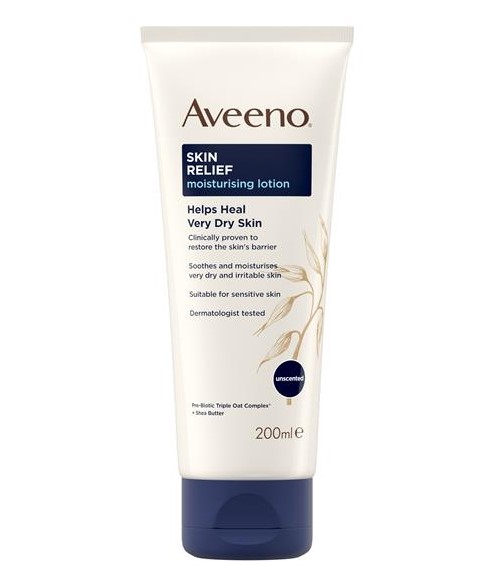 Aveeno®
SKIN
RELIEF
moisturising lotion
Helps Heal
Very Dry Skin
Clinically proven to
restore the skin's barrier
Soothes and moisturises
very dry and irritable skin
Suitable for sensitive skin
Dermatologist tested
unscented
Pre-Biotic Triple Oat Complex*
+ Shea Butter
200ml ℮